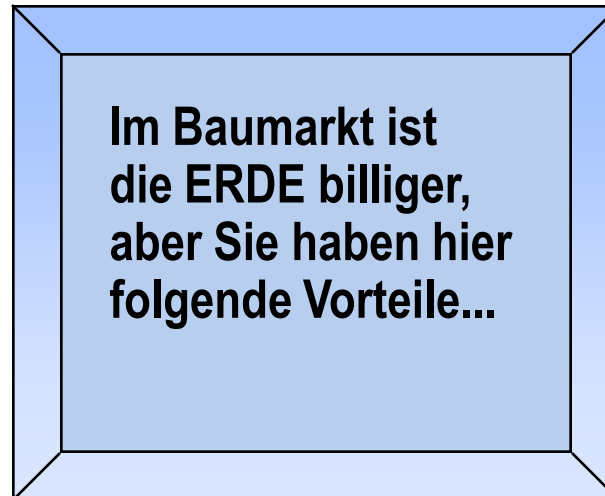 Im Baumarkt ist
die ERDE billiger,
aber Sie haben hier
folgende Vorteile...